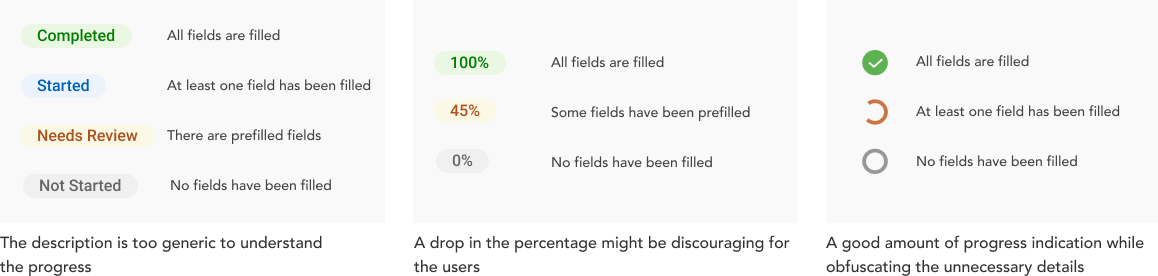 Completed All fields are filled
Started At least one field has been filled
Needs Review There are prefilled fields
Not Started No fields have been filled
The description is too generic to understand
the progress
100% All fields are filled
45% Some fields have been prefilled
0% No fields have been filled
A drop in the percentage might be discouraging for
the users
All fields are filled
At least one field has been filled
No fields have been filled
A good amount of progress indication while
obfuscating the unnecessary details